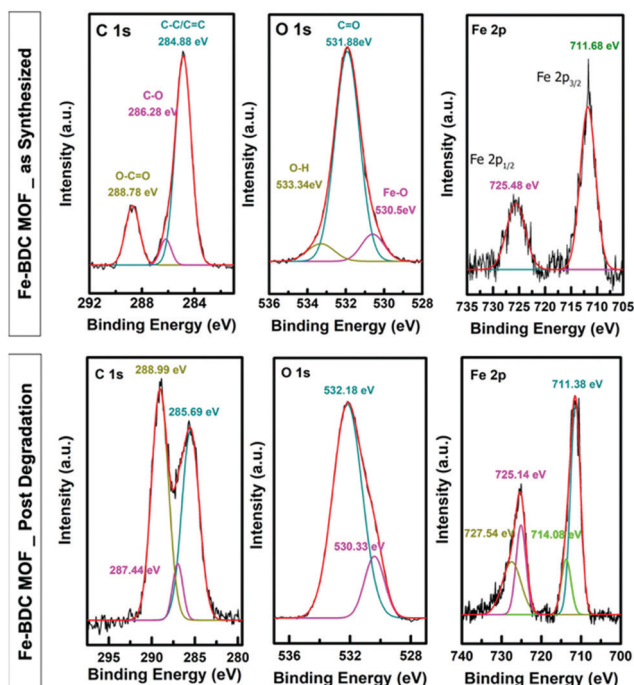 Fe-BDC MOF _ as Synthesized
C 1s
C-C/C=C
284.88 eV
C-O
286.28 eV
O-C=O
288.78 eV
Intensity (a.u.)
292 288 284
Binding Energy (eV)
O 1s
C=O
531.88eV
O-H
533.34eV
Fe-O
530.5eV
Intensity (a.u.)
536 534 532 530 528
Binding Energy (eV)
Fe 2p
711.68 eV
Fe 2p3/2
Fe 2p1/2
725.48 eV
Intensity (a.u.)
735 730 725 720 715 710 705
Binding Energy (eV)
Fe-BDC MOF _ Post Degradation
C 1s
288.99 eV
285.69 eV
287.44 eV
Intensity (a.u.)
295 290 285 280
Binding Energy (eV)
O 1s
532.18 eV
530.33 eV
Intensity (a.u.)
536 532 528
Binding Energy (eV)
Fe 2p
711.38 eV
725.14 eV
727.54 eV
714.08 eV
Intensity (a.u.)
740 730 720 710 700
Binding Energy (eV)